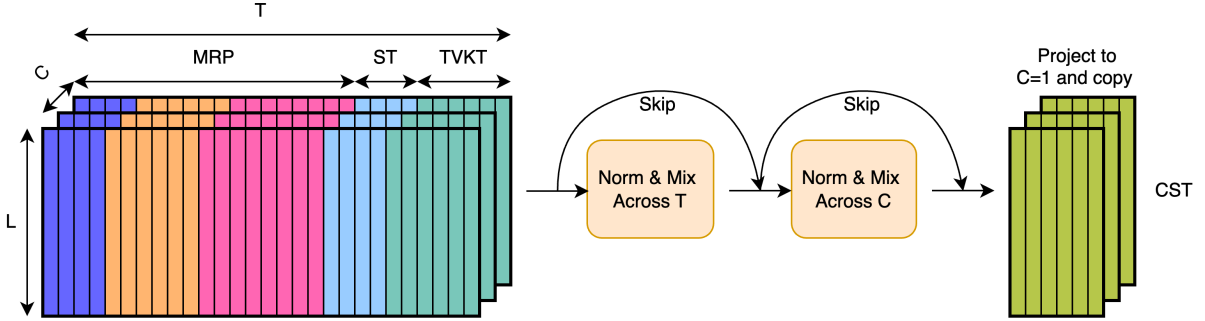 T
MRP
ST
TVKT
C
L
Skip
Skip
Norm & Mix
Across T
Norm & Mix
Across C
Project to
C=1 and copy
CST